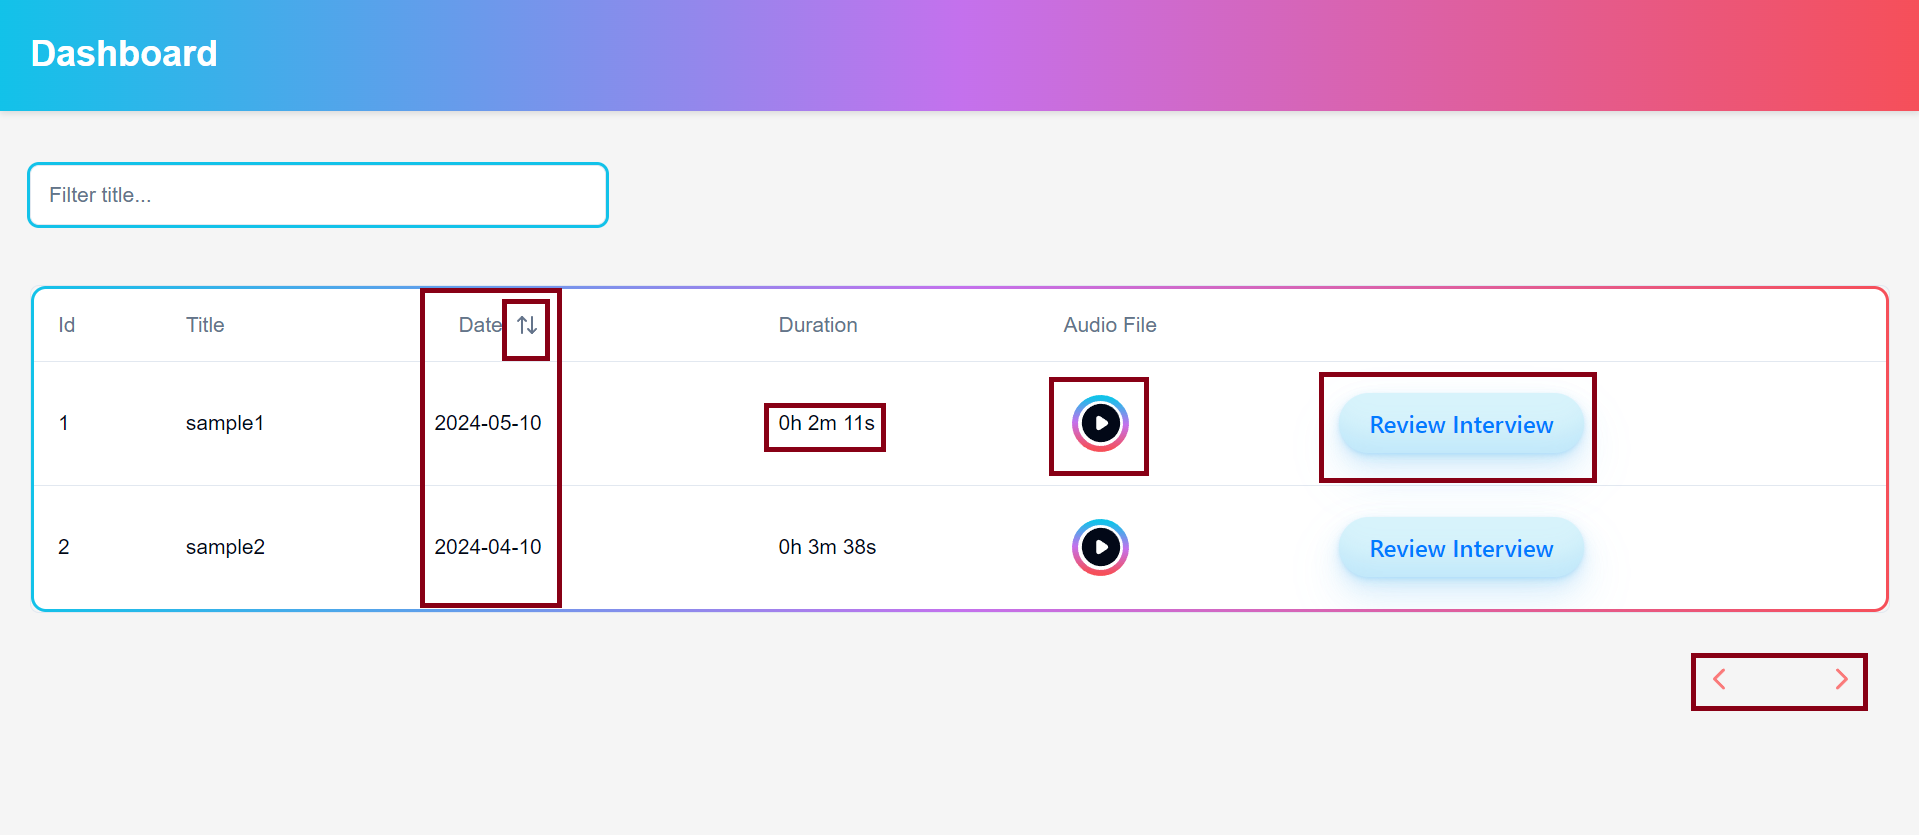 Dashboard
Filter title...
Id Title Date Duration Audio File
1 sample1 2024-05-10 0h 2m 11s Review Interview
2 sample2 2024-04-10 0h 3m 38s Review Interview